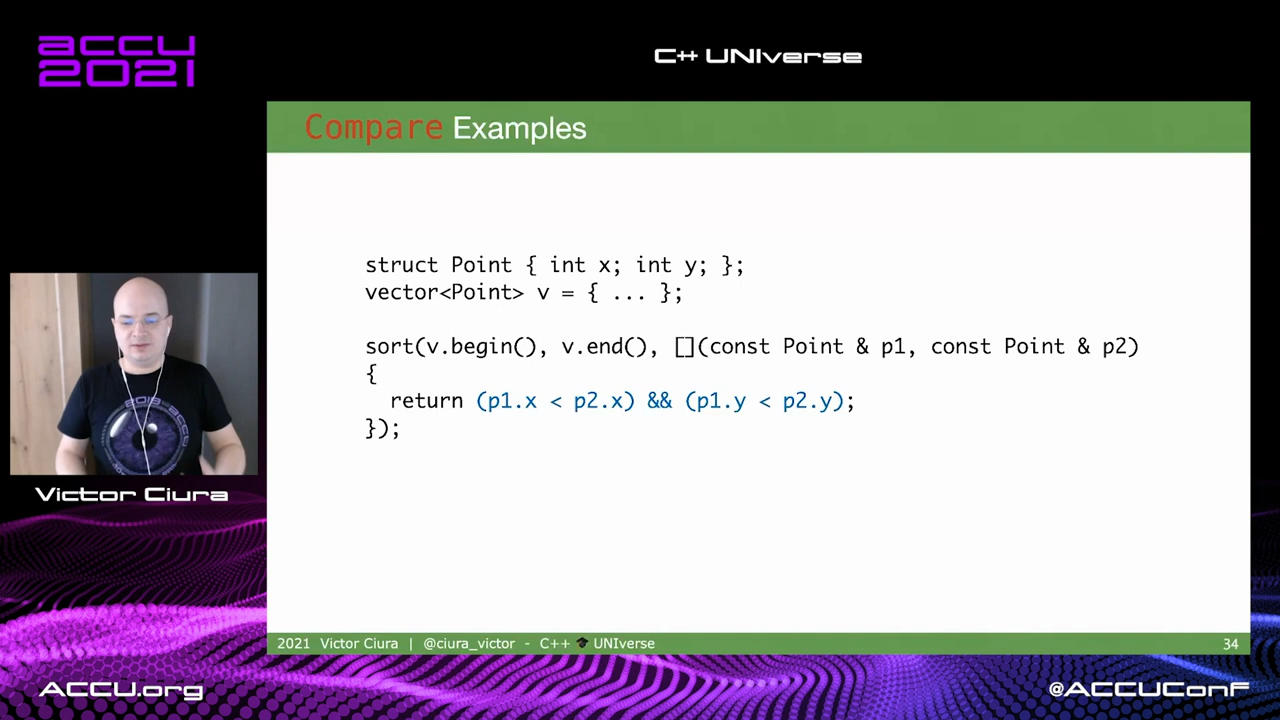 accu
2021
C++ UNIverse
Compare Examples
struct Point { int x; int y; };
vector<Point> v = { ... };
sort(v.begin(), v.end(), [](const Point & p1, const Point & p2)
{
return (p1.x < p2.x) && (p1.y < p2.y);
});
Victor Ciura
2021 Victor Ciura | @ciura_victor - C++ 🎓 UNIverse
34
ACCU.org
@ACCUConf